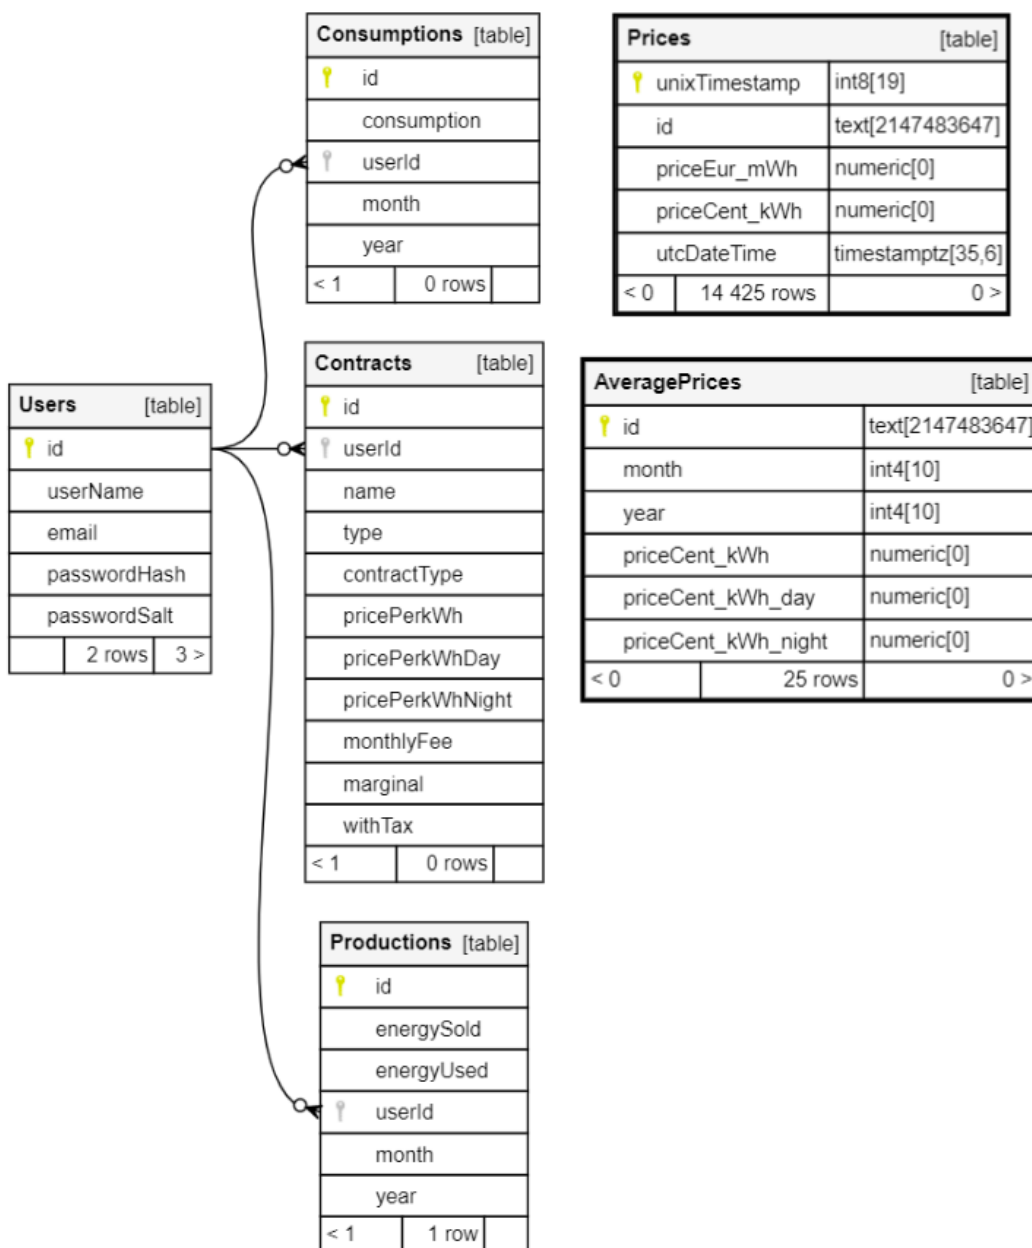 Consumptions [table]
id
consumption
userId
month
year
< 1 0 rows
Prices [table]
unixTimestamp int8[19]
id text[2147483647]
priceEur_mWh numeric[0]
priceCent_kWh numeric[0]
utcDateTime timestamptz[35,6]
< 0 14 425 rows 0 >
Users [table]
id
userName
email
passwordHash
passwordSalt
2 rows 3 >
Contracts [table]
id
userId
name
type
contractType
pricePerkWh
pricePerkWhDay
pricePerkWhNight
monthlyFee
marginal
withTax
< 1 0 rows
AveragePrices [table]
id text[2147483647]
month int4[10]
year int4[10]
priceCent_kWh numeric[0]
priceCent_kWh_day numeric[0]
priceCent_kWh_night numeric[0]
< 0 25 rows 0 >
Productions [table]
id
energySold
energyUsed
userId
month
year
< 1 1 row